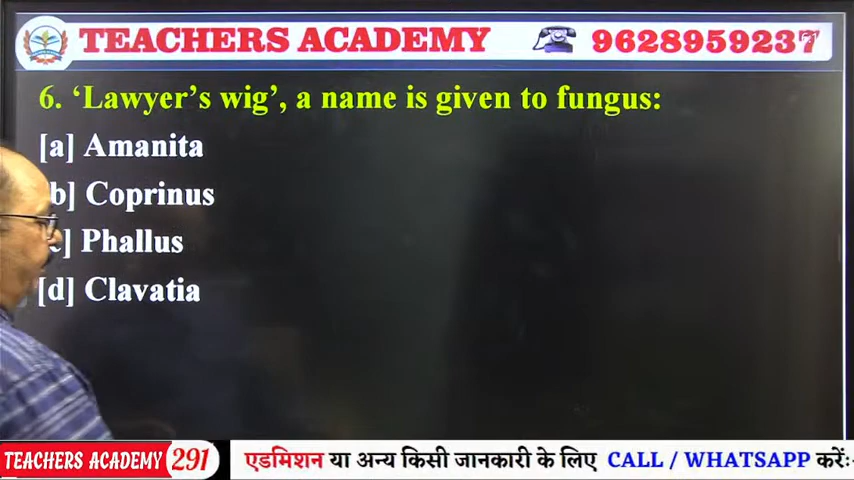 TEACHERS ACADEMY 9628959237
6. ‘Lawyer’s wig’, a name is given to fungus:
[a] Amanita
b] Coprinus
c] Phallus
[d] Clavatia
TEACHERS ACADEMY 291 एडमिशन या अन्य किसी जानकारी के लिए CALL / WHATSAPP करें:-